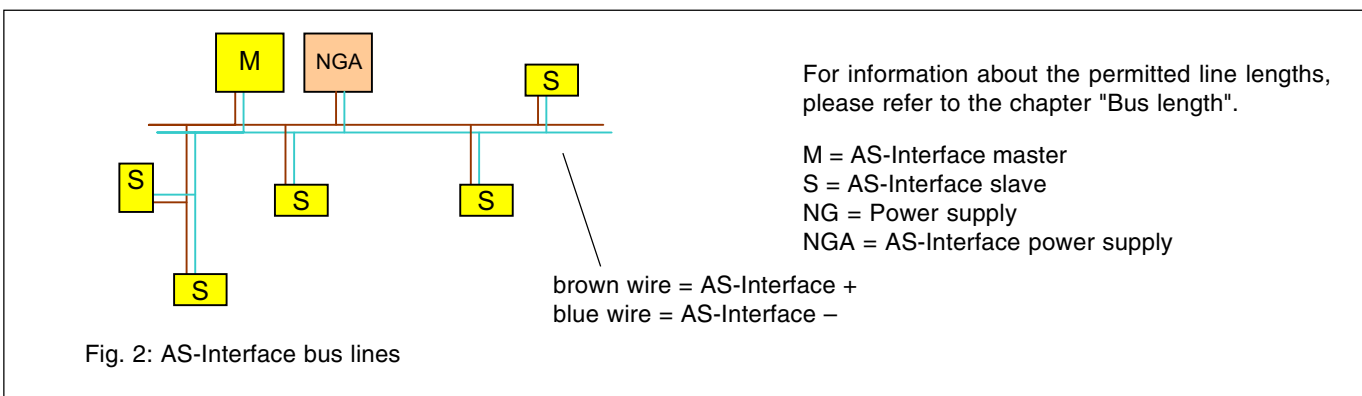 M
NGA
S
S
S
S
S
For information about the permitted line lengths,
please refer to the chapter "Bus length".
M = AS-Interface master
S = AS-Interface slave
NG = Power supply
NGA = AS-Interface power supply
brown wire = AS-Interface +
blue wire = AS-Interface –
Fig. 2: AS-Interface bus lines